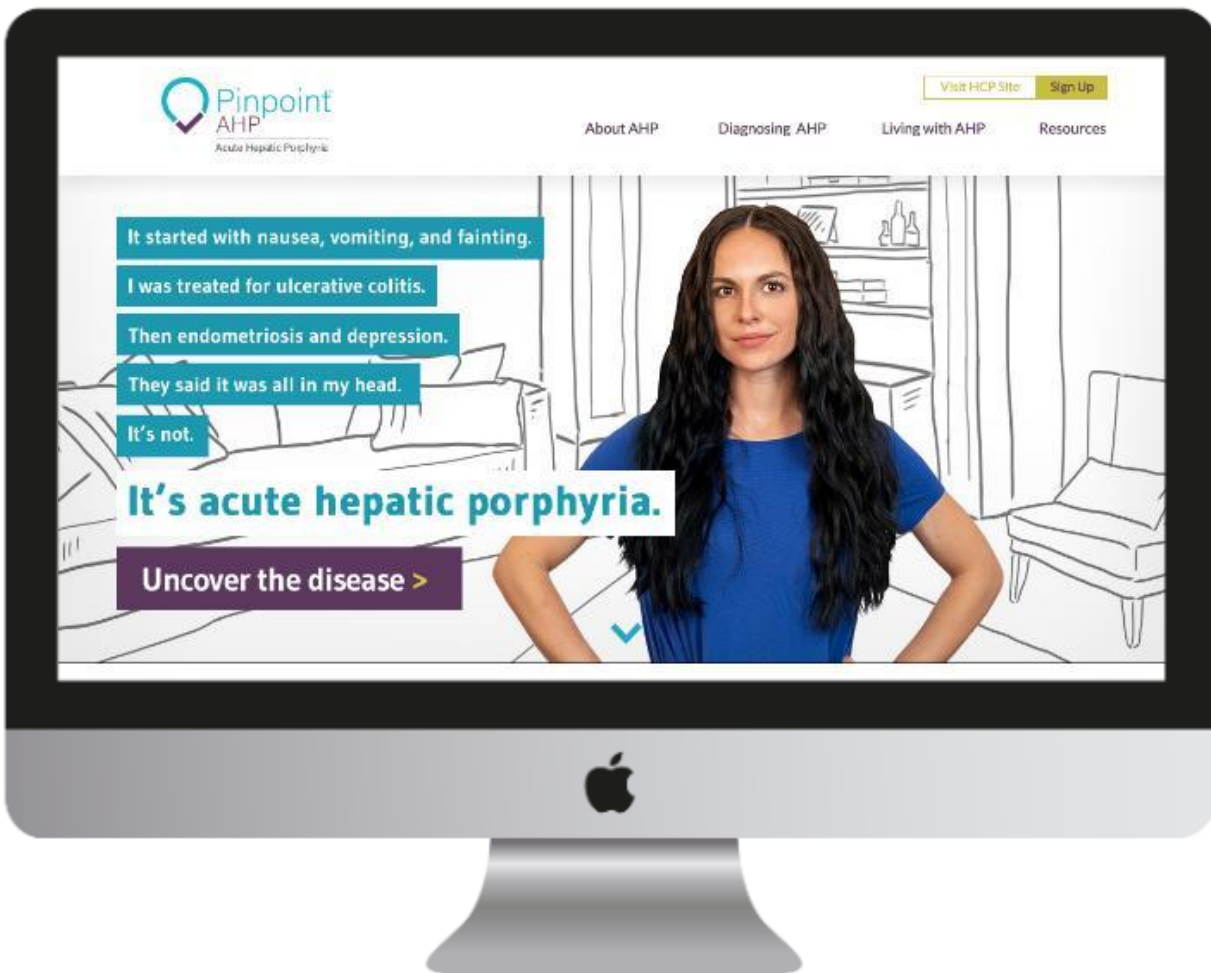 Pinpoint
AHP
Acute Hepatic Porphyria
Visit HCP Site
Sign Up
About AHP
Diagnosing AHP
Living with AHP
Resources
It started with nausea, vomiting, and fainting.
I was treated for ulcerative colitis.
Then endometriosis and depression.
They said it was all in my head.
It's not.
It's acute hepatic porphyria.
Uncover the disease >